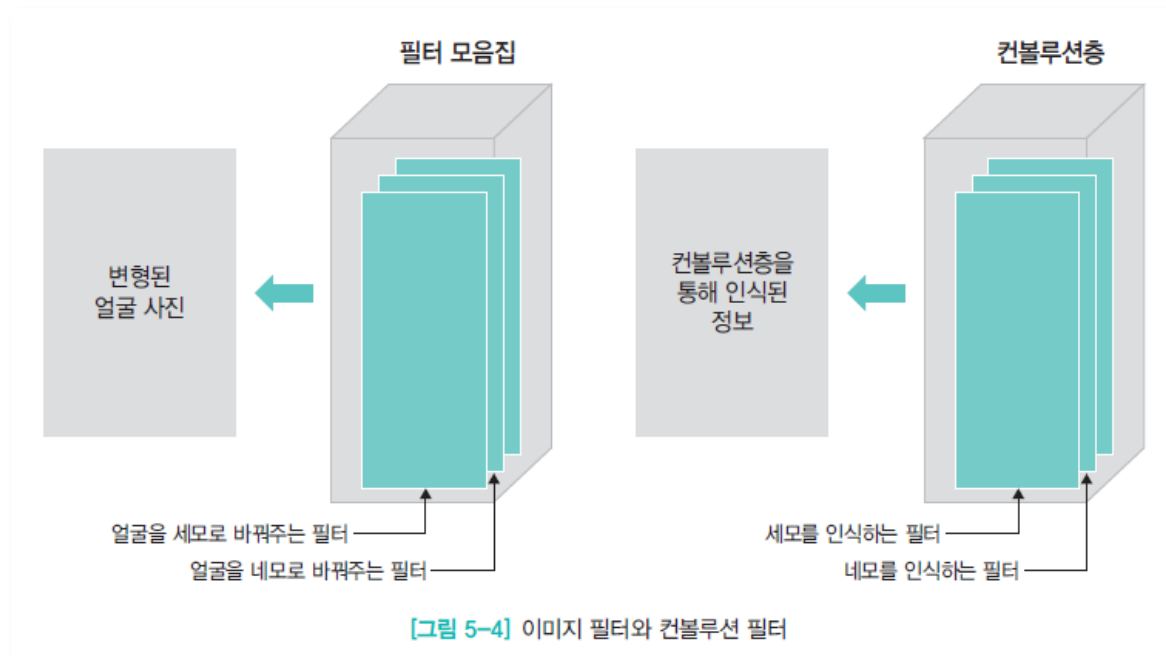 필터 모음집
컨볼루션층
변형된
얼굴 사진
컨볼루션층을
통해 인식된
정보
얼굴을 세모로 바꿔주는 필터
얼굴을 네모로 바꿔주는 필터
세모를 인식하는 필터
네모를 인식하는 필터
[그림 5-4] 이미지 필터와 컨볼루션 필터